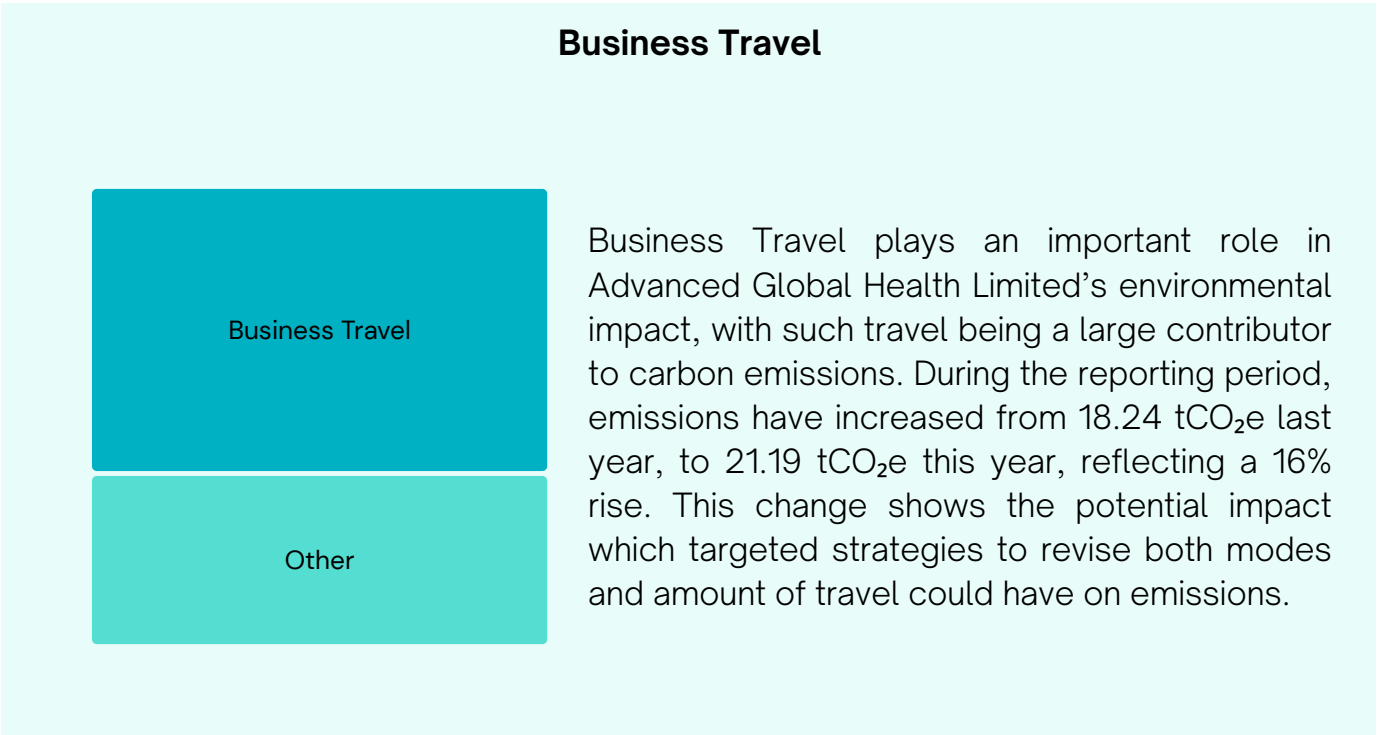 Business Travel
Business Travel
Other
Business Travel plays an important role in
Advanced Global Health Limited’s environmental
impact, with such travel being a large contributor
to carbon emissions. During the reporting period,
emissions have increased from 18.24 tCO₂e last
year, to 21.19 tCO₂e this year, reflecting a 16%
rise. This change shows the potential impact
which targeted strategies to revise both modes
and amount of travel could have on emissions.